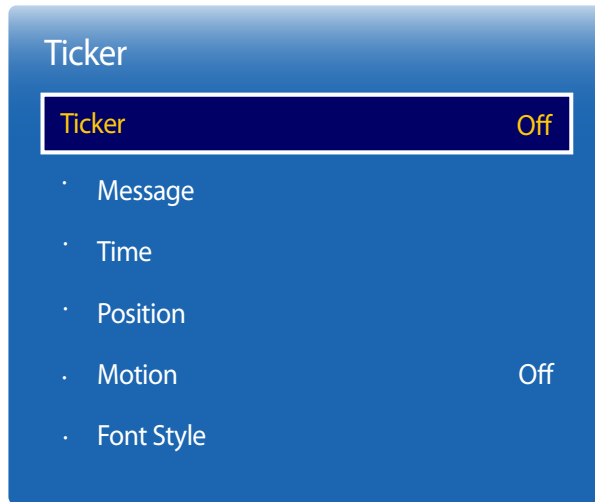 Ticker
Ticker Off
· Message
· Time
· Position
· Motion Off
· Font Style